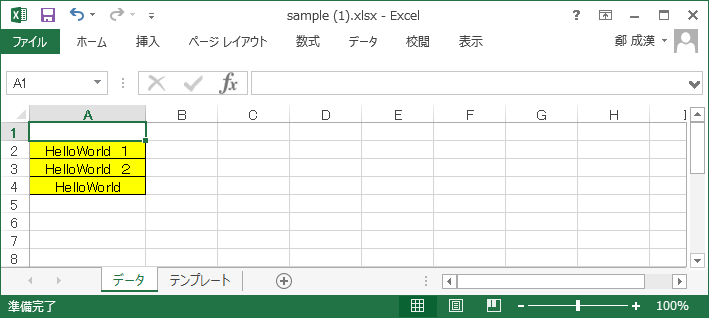 sample (1).xlsx - Excel
ファイル ホーム 挿入 ページ レイアウト 数式 データ 校閲 表示 鄭 成漢
A1 fx
A B C D E F G H I
1
2 HelloWorld 1
3 HelloWorld 2
4 HelloWorld
5
6
7
8
データ テンプレート
準備完了 100%